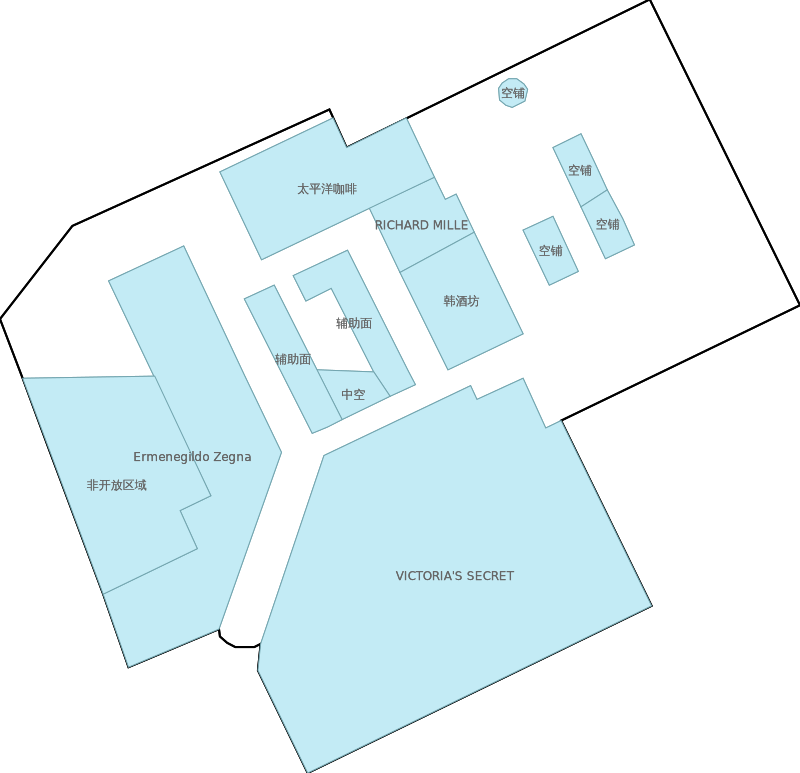 空铺
空铺
太平洋咖啡
RICHARD MILLE
空铺
空铺
韩酒坊
辅助面
辅助面
中空
Ermenegildo Zegna
非开放区域
VICTORIA'S SECRET